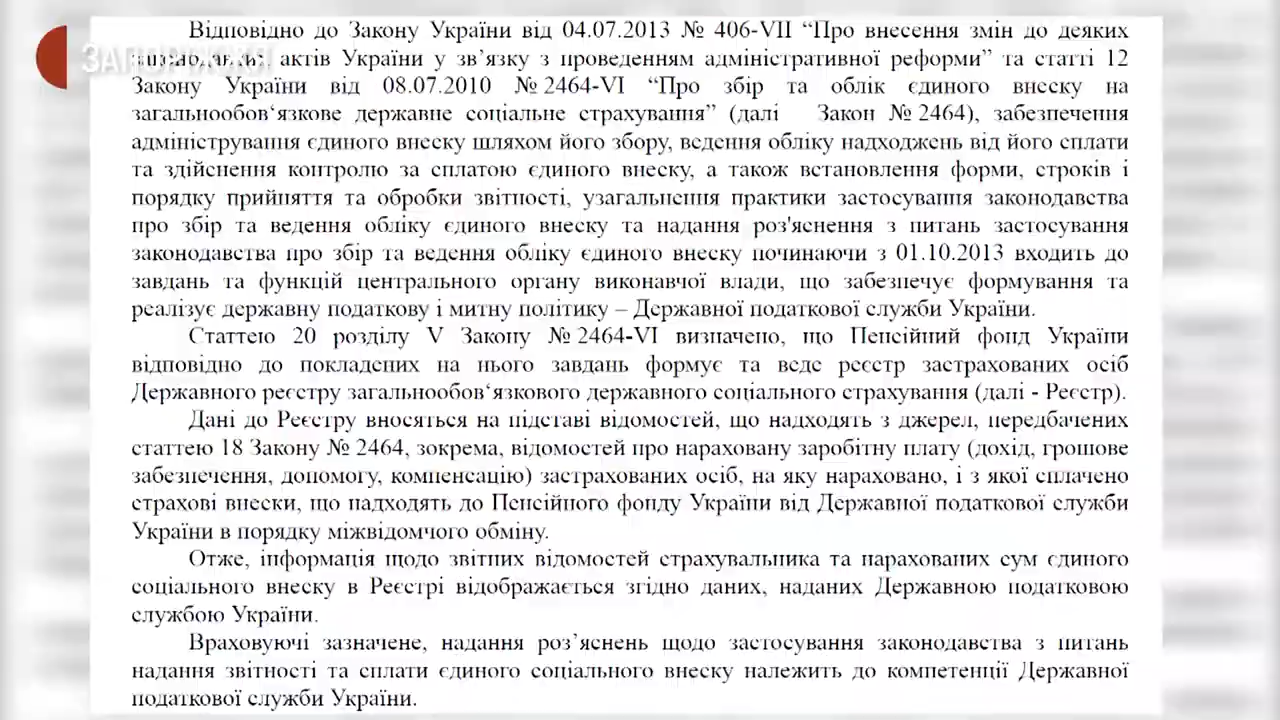 Відповідно до Закону України від 04.07.2013 № 406-VII “Про внесення змін до деяких
ЗАПОРІЖЖЯ
законодавчих актів України у зв’язку з проведенням адміністративної реформи” та статті 12
Закону України від 08.07.2010 № 2464-VI “Про збір та облік єдиного внеску на
загальнообов‘язкове державне соціальне страхування” (далі Закон № 2464), забезпечення
адміністрування єдиного внеску шляхом його збору, ведення обліку надходжень від його сплати
та здійснення контролю за сплатою єдиного внеску, а також встановлення форми, строків і
порядку прийняття та обробки звітності, узагальнення практики застосування законодавства
про збір та ведення обліку єдиного внеску та надання роз'яснення з питань застосування
законодавства про збір та ведення обліку єдиного внеску починаючи з 01.10.2013 входить до
завдань та функцій центрального органу виконавчої влади, що забезпечує формування та
реалізує державну податкову і митну політику – Державної податкової служби України.
Статтею 20 розділу V Закону № 2464-VI визначено, що Пенсійний фонд України
відповідно до покладених на нього завдань формує та веде реєстр застрахованих осіб
Державного реєстру загальнообов‘язкового державного соціального страхування (далі - Реєстр).
Дані до Реєстру вносяться на підставі відомостей, що надходять з джерел, передбачених
статтею 18 Закону № 2464, зокрема, відомостей про нараховану заробітну плату (дохід, грошове
забезпечення, допомогу, компенсацію) застрахованих осіб, на яку нараховано, і з якої сплачено
страхові внески, що надходять до Пенсійного фонду України від Державної податкової служби
України в порядку міжвідомчого обміну.
Отже, інформація щодо звітних відомостей страхувальника та нарахованих сум єдиного
соціального внеску в Реєстрі відображається згідно даних, наданих Державною податковою
службою України.
Враховуючі зазначене, надання роз’яснень щодо застосування законодавства з питань
надання звітності та сплати єдиного соціального внеску належить до компетенції Державної
податкової служби України.